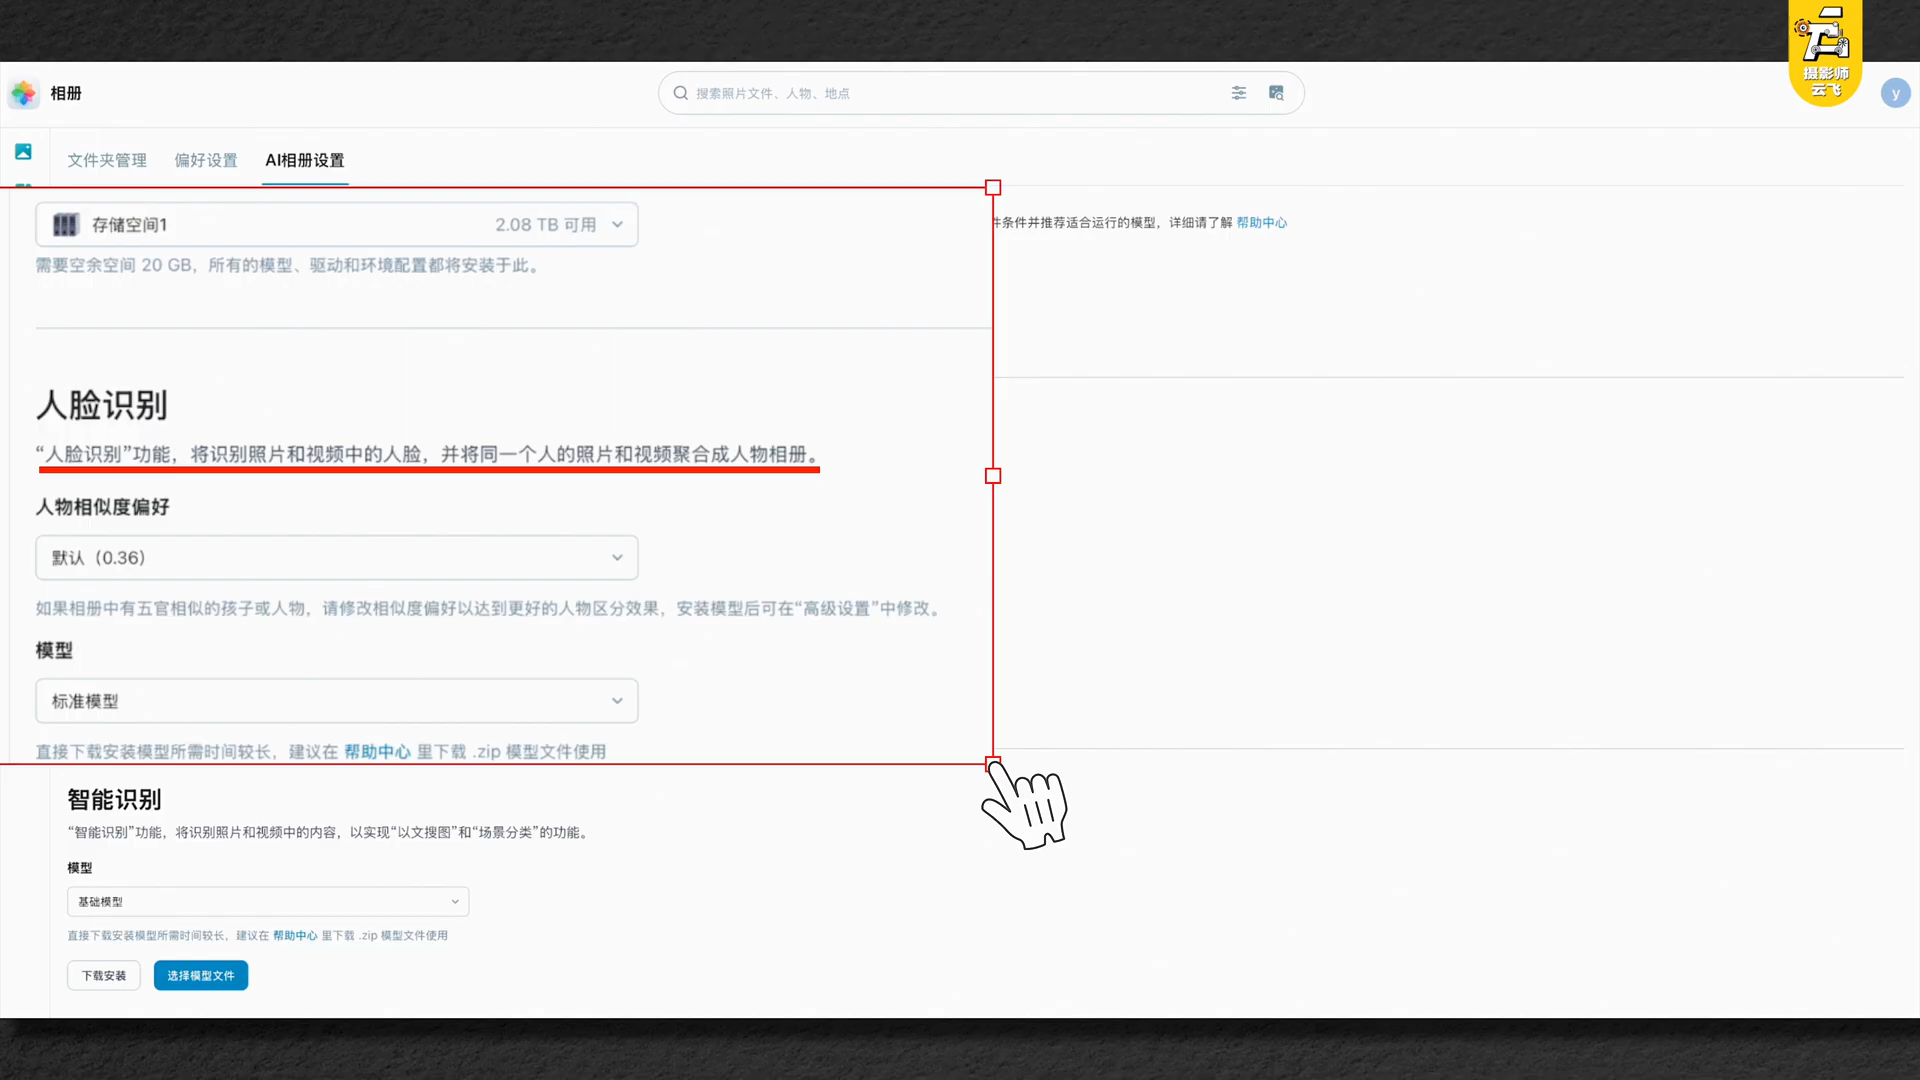 摄影师
云飞
相册
搜索照片文件、人物、地点
y
文件夹管理
偏好设置
AI相册设置
存储空间1
2.08 TB 可用
件条件并推荐适合运行的模型，详细请了解 帮助中心
需要空余空间 20 GB，所有的模型、驱动和环境配置都将安装于此。
人脸识别
“人脸识别”功能，将识别照片和视频中的人脸，并将同一个人的照片和视频聚合成人物相册。
人物相似度偏好
默认（0.36）
如果相册中有五官相似的孩子或人物，请修改相似度偏好以达到更好的人物区分效果，安装模型后可在“高级设置”中修改。
模型
标准模型
直接下载安装模型所需时间较长，建议在 帮助中心 里下载 .zip 模型文件使用
智能识别
“智能识别”功能，将识别照片和视频中的内容，以实现“以文搜图”和“场景分类”的功能。
模型
基础模型
直接下载安装模型所需时间较长，建议在 帮助中心 里下载 .zip 模型文件使用
下载安装
选择模型文件